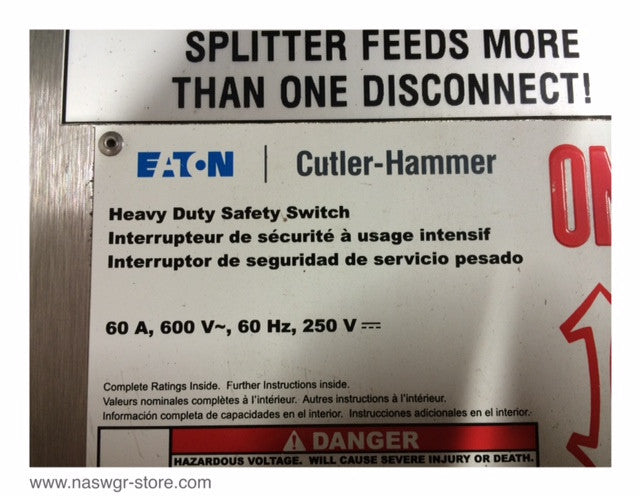 SPLITTER FEEDS MORE
THAN ONE DISCONNECT!
EATON | Cutler-Hammer
ON
Heavy Duty Safety Switch
Interrupteur de sécurité à usage intensif
Interruptor de seguridad de servicio pesado
60 A, 600 V~, 60 Hz, 250 V ⎓
Complete Ratings Inside. Further Instructions inside.
Valeurs nominales complètes à l'intérieur. Autres instructions à l'intérieur.
Información completa de capacidades en el interior. Instrucciones adicionales en el interior.
⚠ DANGER
HAZARDOUS VOLTAGE. WILL CAUSE SEVERE INJURY OR DEATH.
www.naswgr-store.com